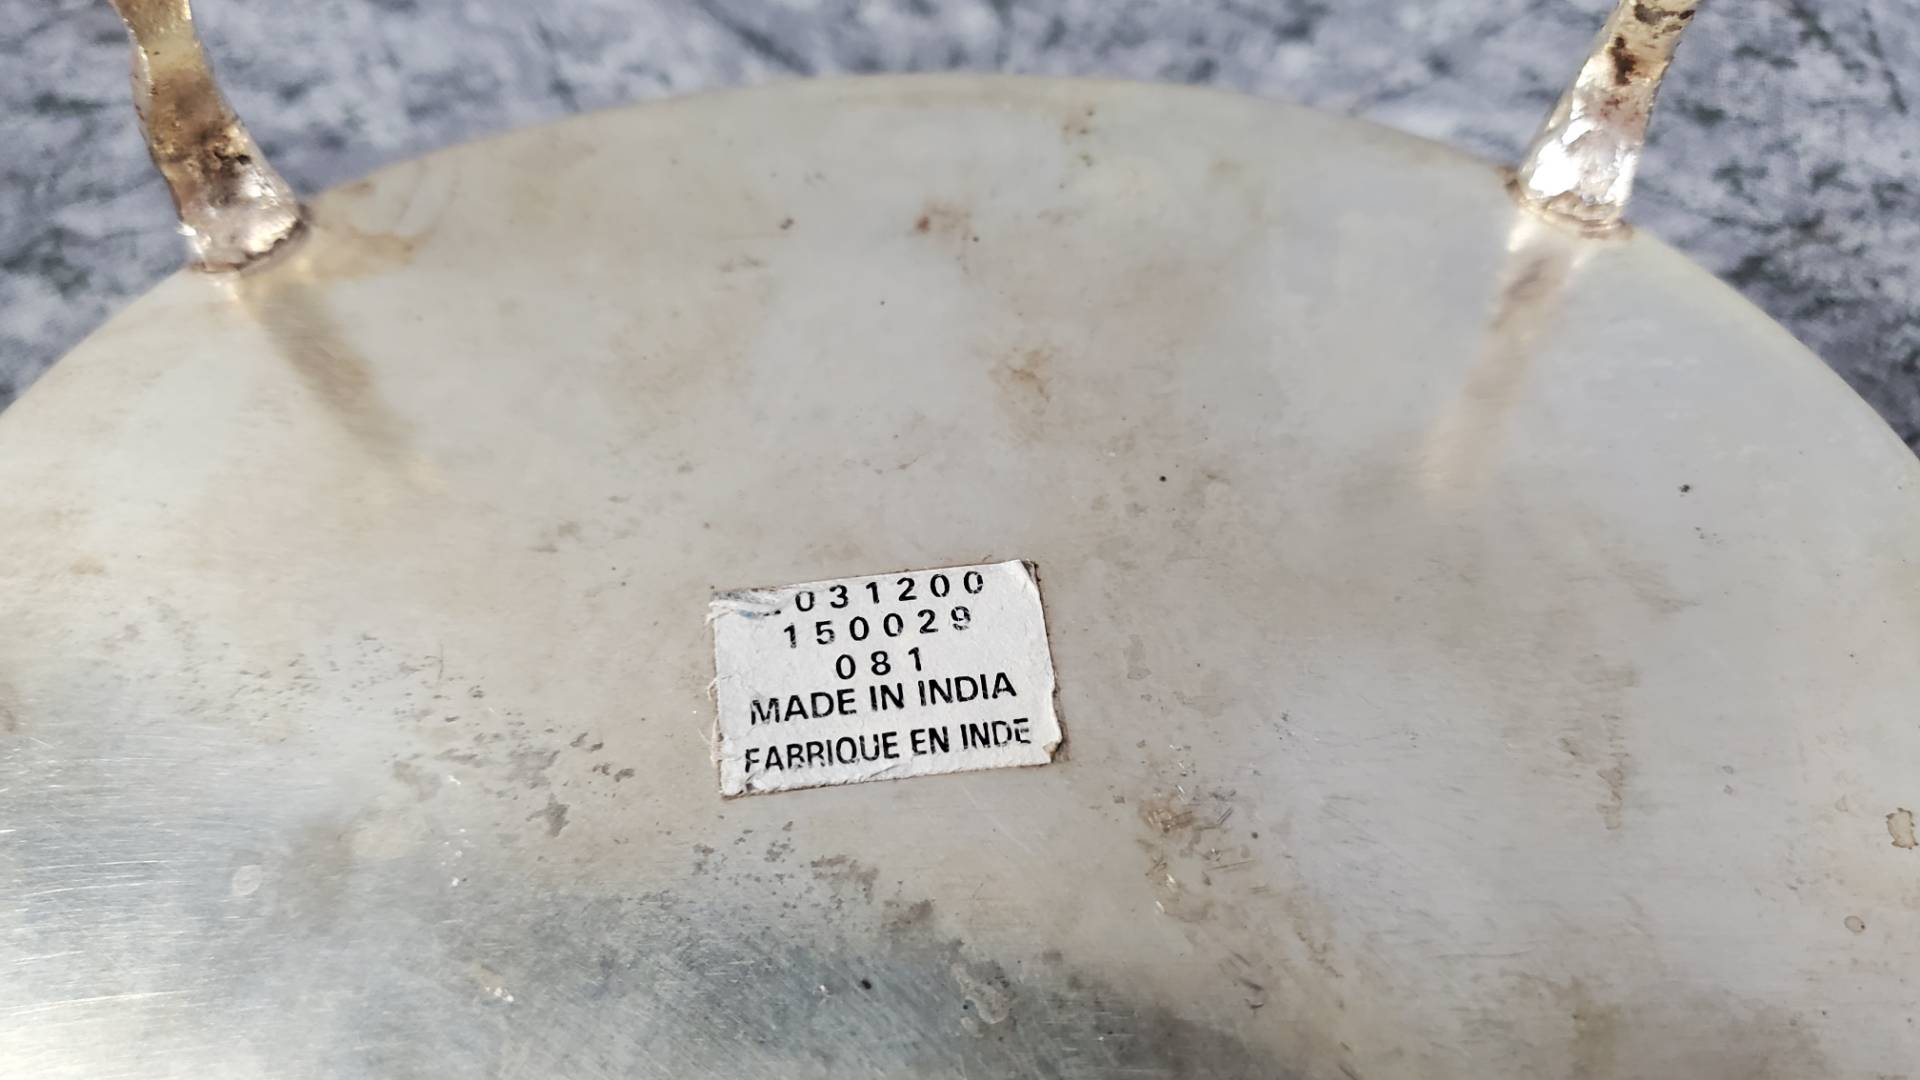 031200
150029
081
MADE IN INDIA
FABRIQUE EN INDE